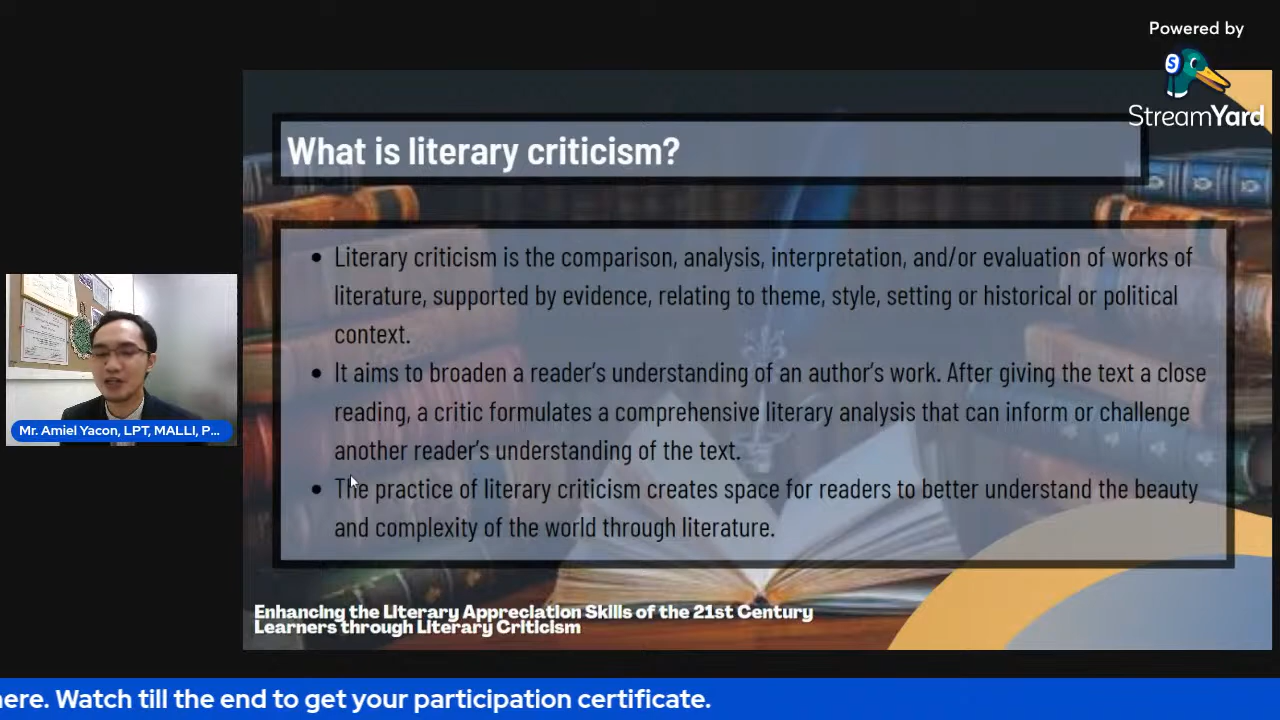 Powered by
StreamYard
What is literary criticism?
• Literary criticism is the comparison, analysis, interpretation, and/or evaluation of works of
literature, supported by evidence, relating to theme, style, setting or historical or political
context.
• It aims to broaden a reader's understanding of an author's work. After giving the text a close
reading, a critic formulates a comprehensive literary analysis that can inform or challenge
another reader's understanding of the text.
• The practice of literary criticism creates space for readers to better understand the beauty
and complexity of the world through literature.
Mr. Amiel Yacon, LPT, MALLI, P...
Enhancing the Literary Appreciation Skills of the 21st Century
Learners through Literary Criticism
ere. Watch till the end to get your participation certificate.